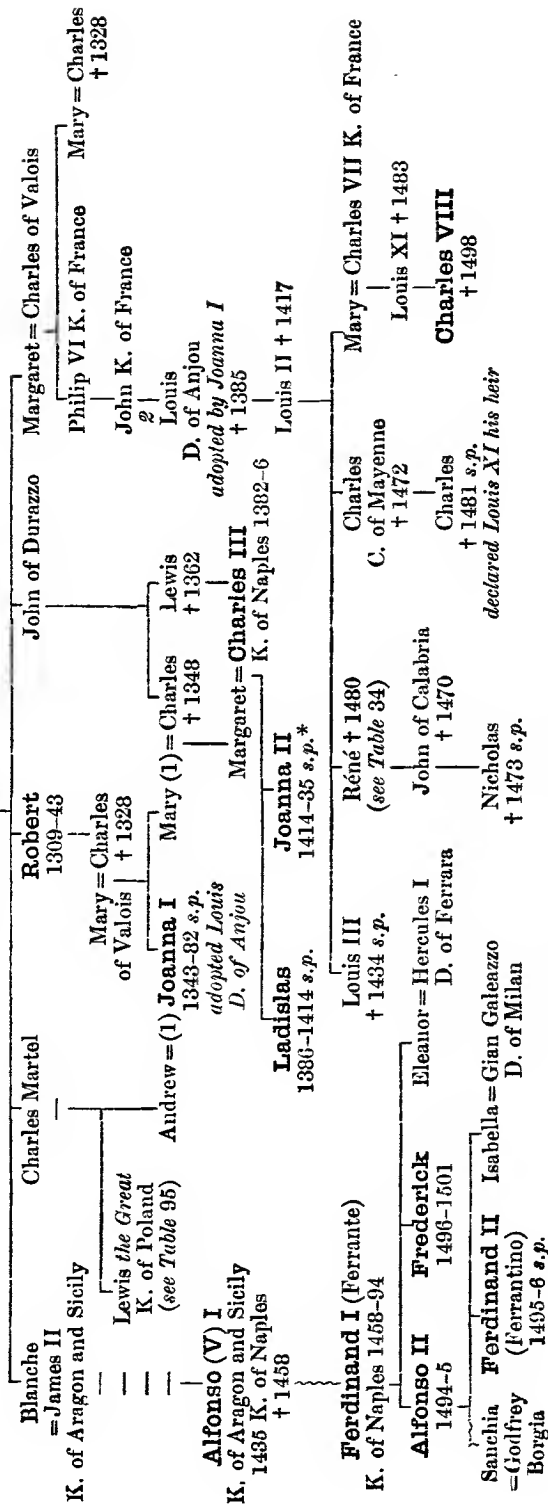 Blanche
=James II
K. of Aragon and Sicily
Charles Martel
Robert
1309–43
John of Durazzo
Margaret=Charles of Valois
Mary=Charles
of Valois † 1328
Philip VI K. of France
Mary=Charles
† 1328
John K. of France
2
Louis
D. of Anjou
adopted by Joanna I
† 1385
Lewis the Great
K. of Poland
(see Table 95)
Andrew=(1) Joanna I
1343–82 s.p.
adopted Louis
D. of Anjou
Mary (1)=Charles
† 1348
Lewis
† 1362
Margaret=Charles III
K. of Naples 1382–6
Louis II † 1417
Alfonso (V) I
K. of Aragon and Sicily
1435 K. of Naples
† 1458
Ladislas
1386–1414 s.p.
Joanna II
1414–35 s.p.*
Louis III
† 1434 s.p.
Réné † 1480
(see Table 34)
Charles
C. of Mayenne
† 1472
Mary=Charles VII K. of France
Ferdinand I (Ferrante)
K. of Naples 1458–94
John of Calabria
† 1470
Charles
† 1481 s.p.
declared Louis XI his heir
Louis XI † 1483
Alfonso II
1494–5
Frederick
1496–1501
Eleanor=Hercules I
D. of Ferrara
Nicholas
† 1473 s.p.
Charles VIII
† 1498
Sanchia
=Godfrey
Borgia
Ferdinand II
(Ferrantino)
1495–6 s.p.
Isabella=Gian Galeazzo
D. of Milan